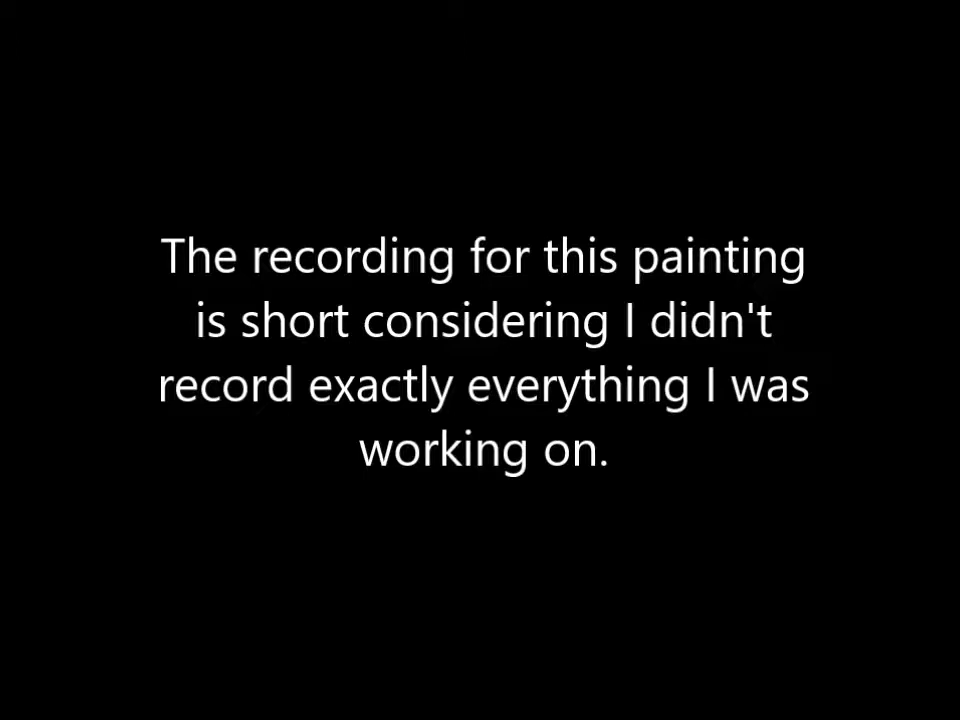 The recording for this painting
is short considering I didn't
record exactly everything I was
working on.